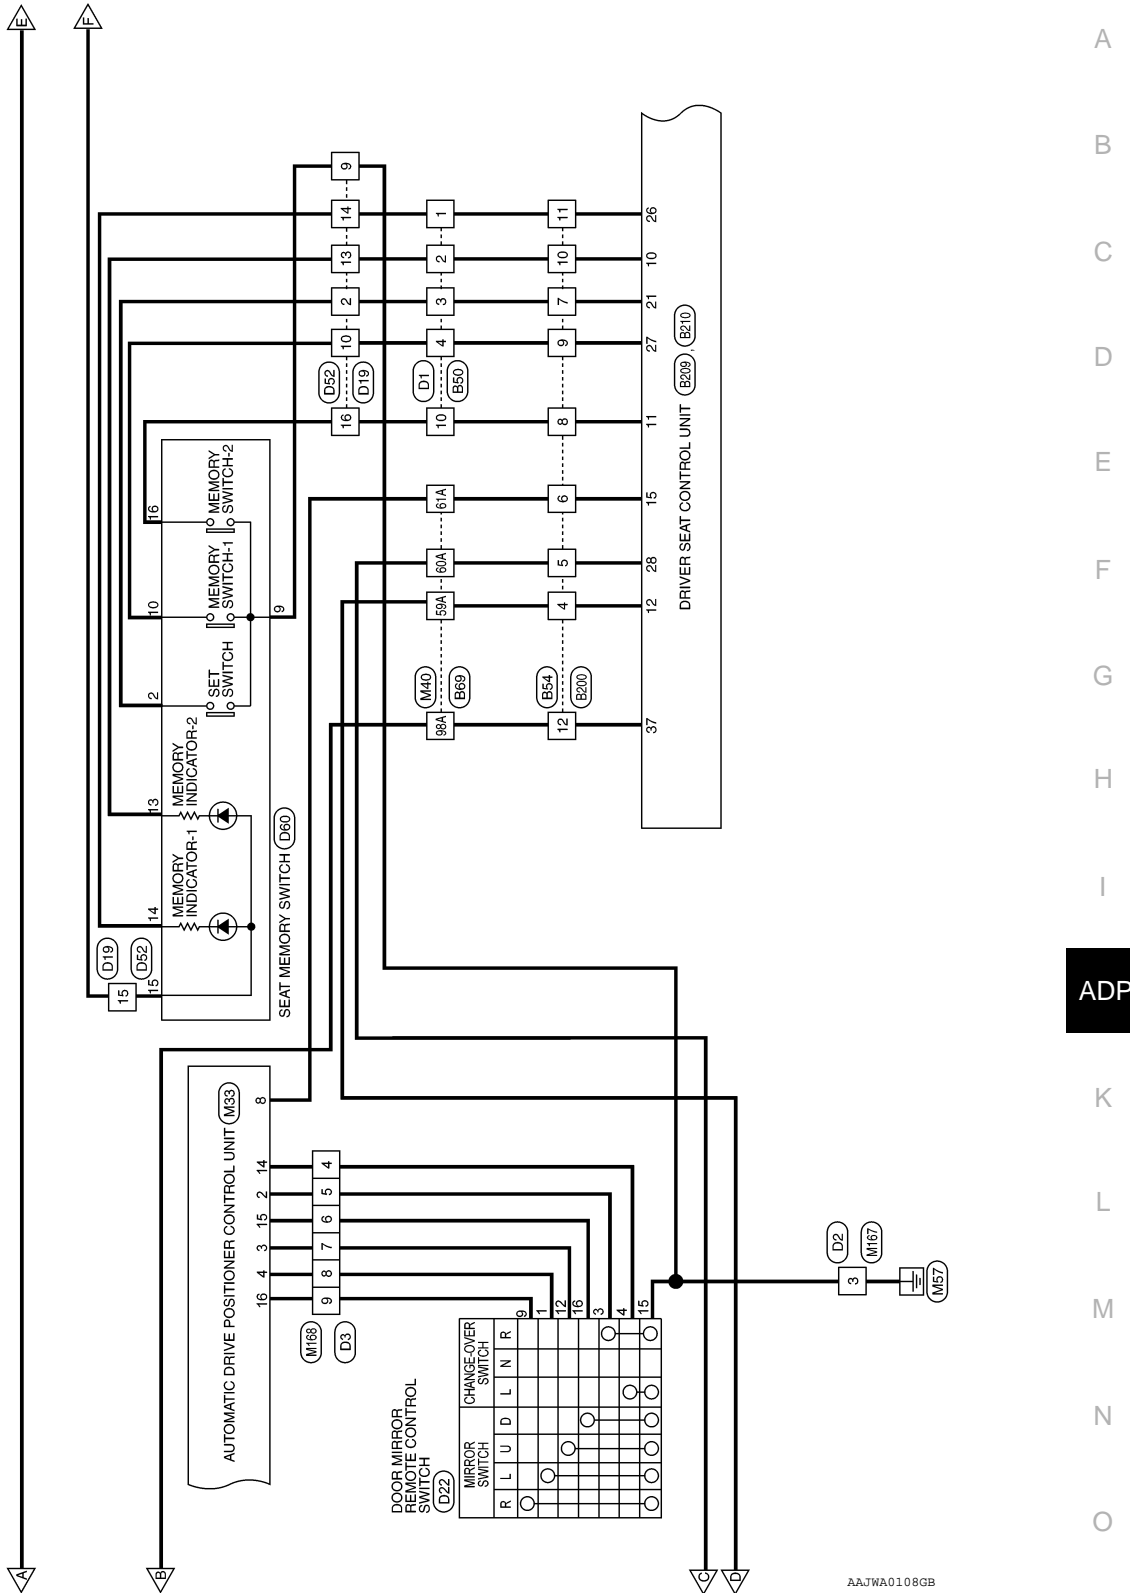 A
B
C
D
E
F
G
H
I
ADP
K
L
M
N
O
E
F
A
B
C
D
9
14 1 11 26
13 2 10 10
2 3 7 21
10 4 9 27
D52 D19 D1 B50
16 10 8 11
61A 6 15
60A 5 28
59A 4 12
M40 B69 B54 B200
98A 12 37
DRIVER SEAT CONTROL UNIT B209 , B210
16 10 2 13 14 15 9
MEMORY
SWITCH-2
MEMORY
SWITCH-1
SET
SWITCH
MEMORY
INDICATOR-2
MEMORY
INDICATOR-1
D19
D52
15
SEAT MEMORY SWITCH D60
AUTOMATIC DRIVE POSITIONER CONTROL UNIT M33
8
14 4
2 5
15 6
3 7
4 8
16 9
M168
D3
DOOR MIRROR
REMOTE CONTROL
SWITCH
D22
MIRROR
SWITCH
CHANGE-OVER
SWITCH
R L U D L N R
9 1 12 16 3 4 15
D2
M167
3
M57
AAJWA0108GB